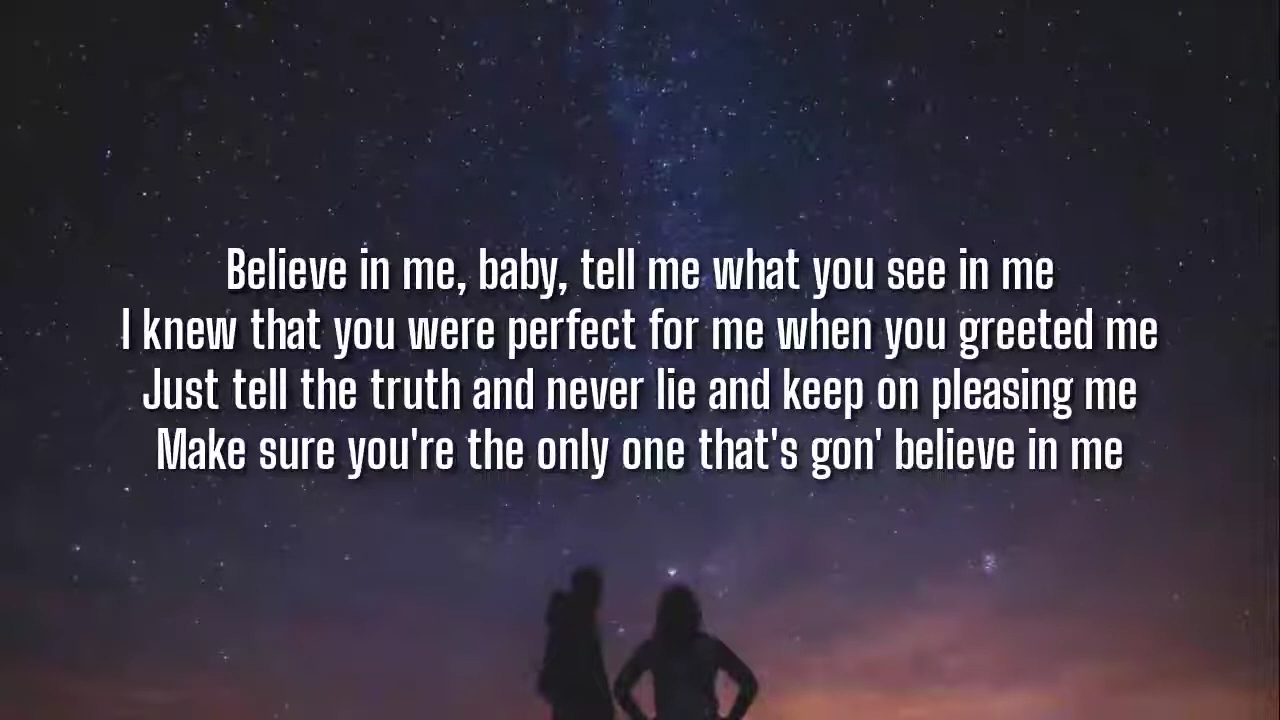 Believe in me, baby, tell me what you see in me
I knew that you were perfect for me when you greeted me
Just tell the truth and never lie and keep on pleasing me
Make sure you're the only one that's gon' believe in me